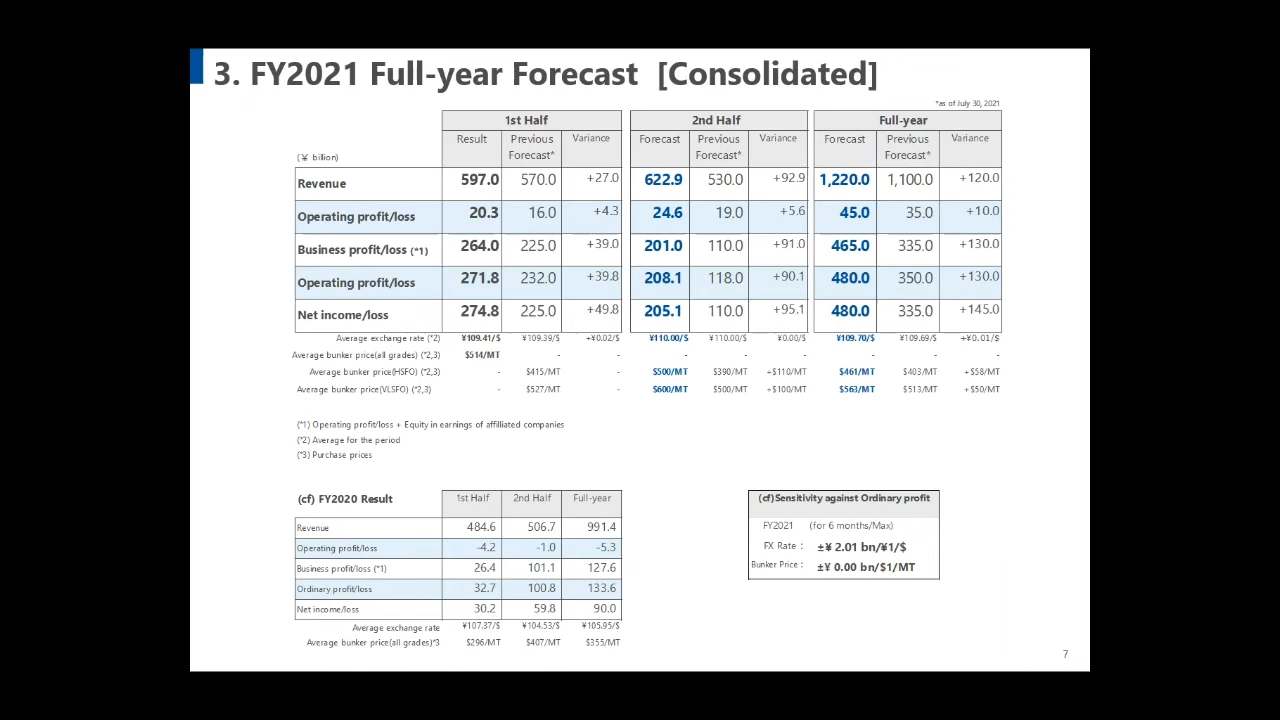 3. FY2021 Full-year Forecast [Consolidated]
*as of July 30, 2021
1st Half 2nd Half Full-year
(¥ billion) Result Previous Forecast* Variance Forecast Previous Forecast* Variance Forecast Previous Forecast* Variance
Revenue 597.0 570.0 +27.0 622.9 530.0 +92.9 1,220.0 1,100.0 +120.0
Operating profit/loss 20.3 16.0 +4.3 24.6 19.0 +5.6 45.0 35.0 +10.0
Business profit/loss (*1) 264.0 225.0 +39.0 201.0 110.0 +91.0 465.0 335.0 +130.0
Operating profit/loss 271.8 232.0 +39.8 208.1 118.0 +90.1 480.0 350.0 +130.0
Net income/loss 274.8 225.0 +49.8 205.1 110.0 +95.1 480.0 335.0 +145.0
Average exchange rate (*2) ¥109.41/$ ¥109.39/$ +¥0.02/$ ¥110.00/$ ¥110.00/$ ¥0.00/$ ¥109.70/$ ¥109.69/$ +¥0.01/$
Average bunker price(all grades) (*2,3) $514/MT - - - - - - - -
Average bunker price(HSFO) (*2,3) - $415/MT - $500/MT $390/MT +$110/MT $461/MT $403/MT +$58/MT
Average bunker price(VLSFO) (*2,3) - $527/MT - $600/MT $500/MT +$100/MT $563/MT $513/MT +$50/MT
(*1) Operating profit/loss + Equity in earnings of affilliated companies
(*2) Average for the period
(*3) Purchase prices
(cf) FY2020 Result 1st Half 2nd Half Full-year
Revenue 484.6 506.7 991.4
Operating profit/loss -4.2 -1.0 -5.3
Business profit/loss (*1) 26.4 101.1 127.6
Ordinary profit/loss 32.7 100.8 133.6
Net income/loss 30.2 59.8 90.0
Average exchange rate ¥107.37/$ ¥104.53/$ ¥105.95/$
Average bunker price(all grades)*3 $296/MT $407/MT $355/MT
(cf)Sensitivity against Ordinary profit
FY2021 (for 6 months/Max)
FX Rate : ±¥ 2.01 bn/¥1/$
Bunker Price : ±¥ 0.00 bn/$1/MT
7